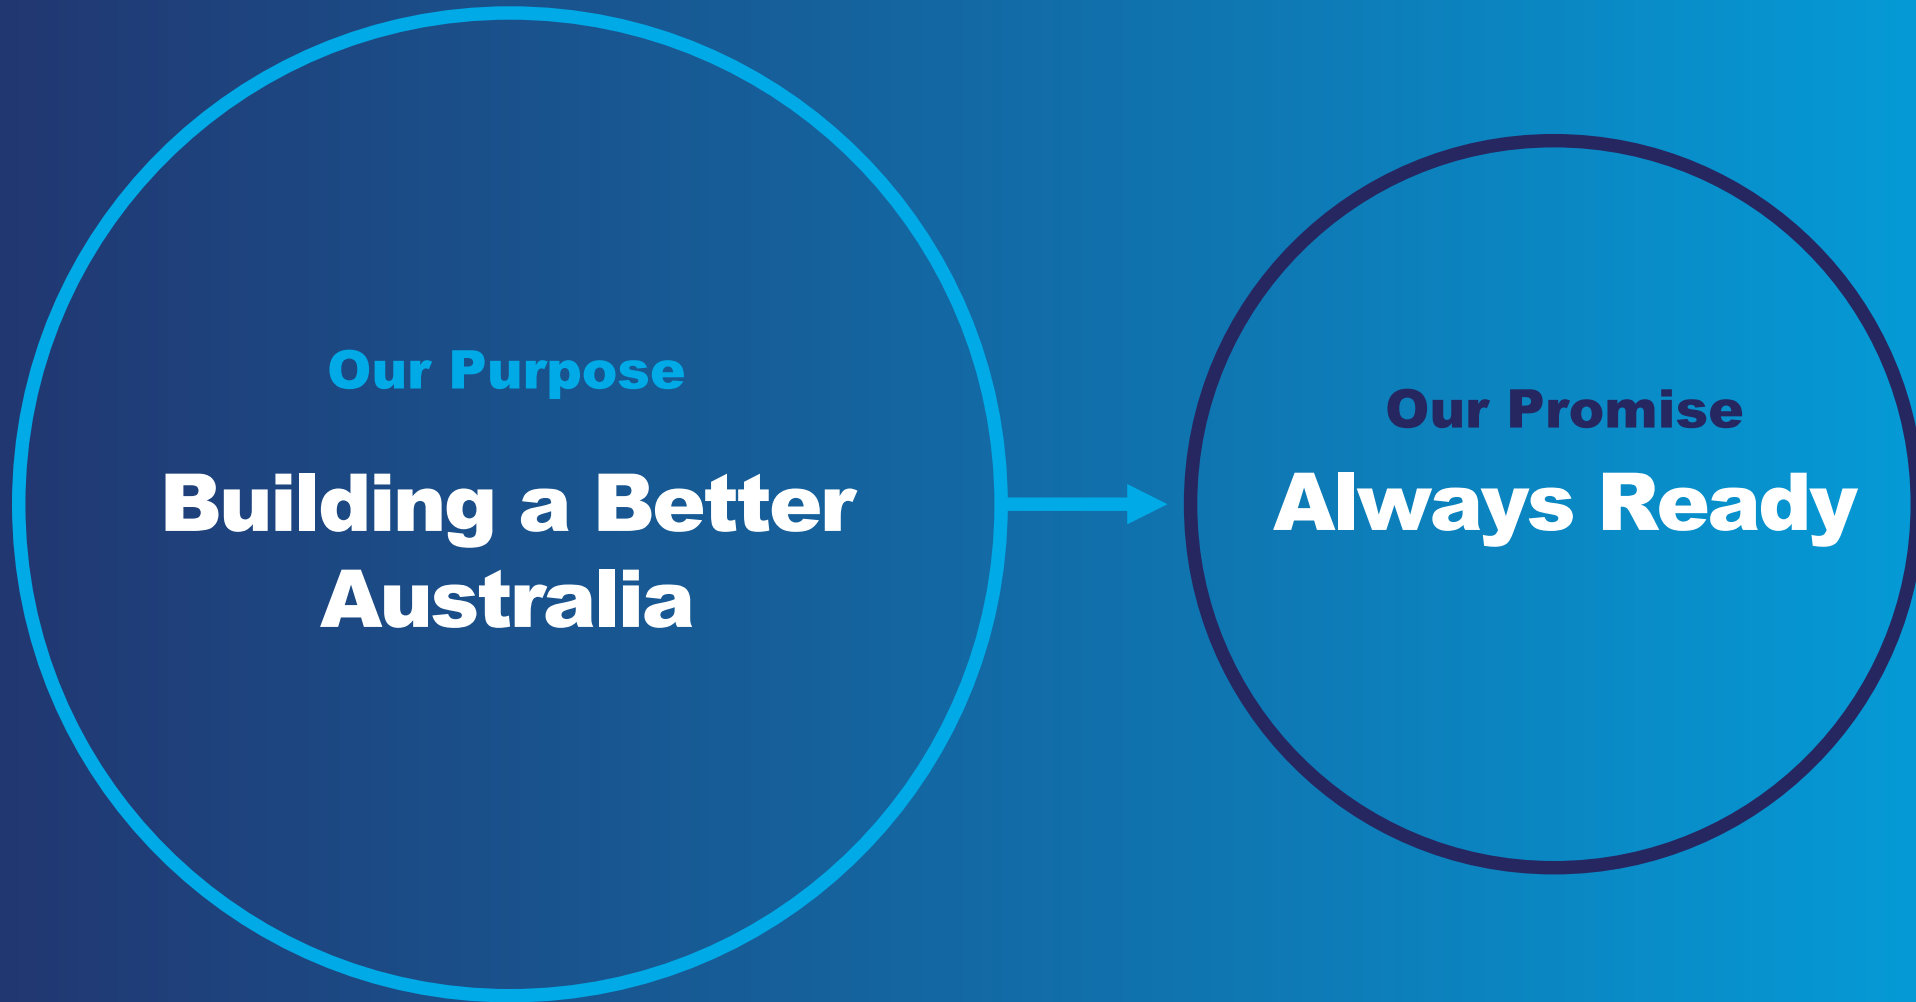 Our Purpose
Building a Better
Australia
Our Promise
Always Ready